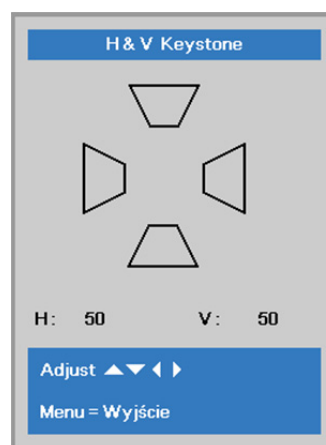 H & V Keystone
H: 50 V: 50
Adjust ▲▼◀▶
Menu = Wyjście